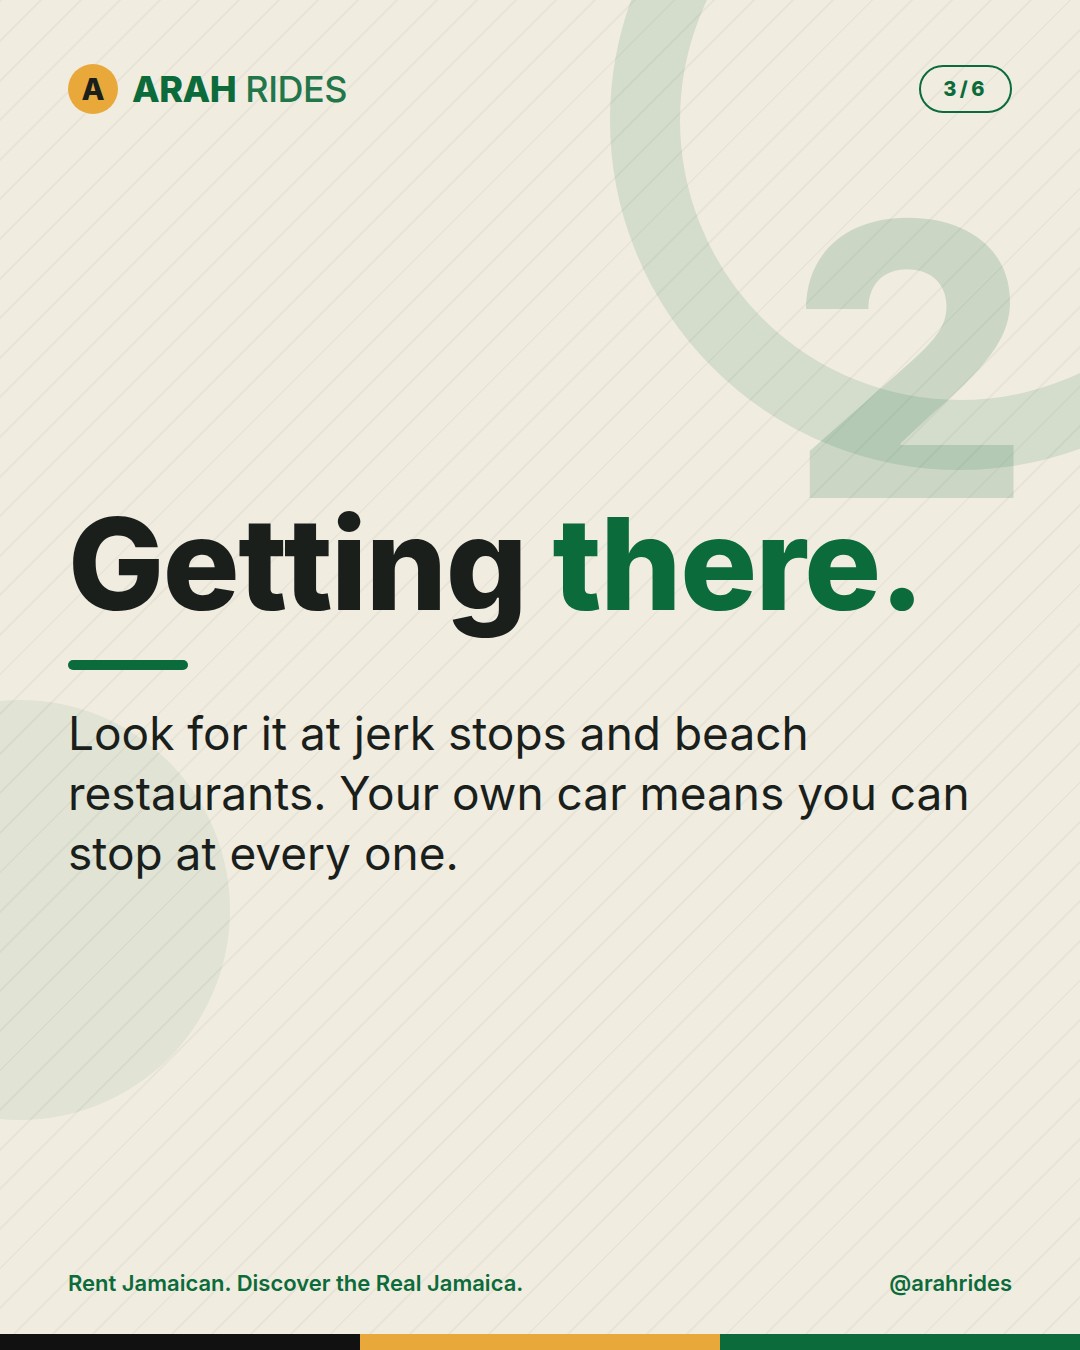 A ARAH RIDES
3/6
2
Getting there.
Look for it at jerk stops and beach
restaurants. Your own car means you can
stop at every one.
Rent Jamaican. Discover the Real Jamaica.
@arahrides